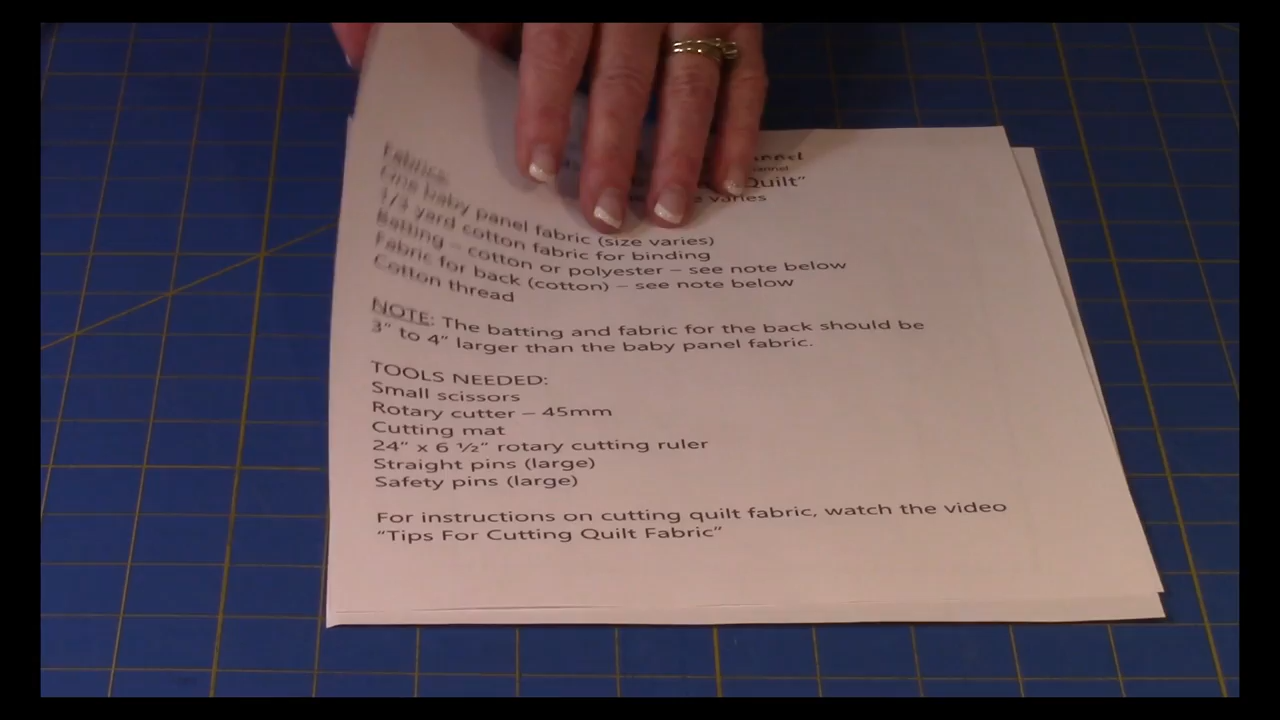 Quilt”
varies
Fabrics:
One baby panel fabric (size varies)
yard cotton fabric for binding
Batting – cotton or polyester – see note below
Fabric for back (cotton) – see note below
Cotton thread
NOTE: The batting and fabric for the back should be
3” to 4” larger than the baby panel fabric.
TOOLS NEEDED:
Small scissors
Rotary cutter – 45mm
Cutting mat
24” x 6 ½” rotary cutting ruler
Straight pins (large)
Safety pins (large)
For instructions on cutting quilt fabric, watch the video
“Tips For Cutting Quilt Fabric”